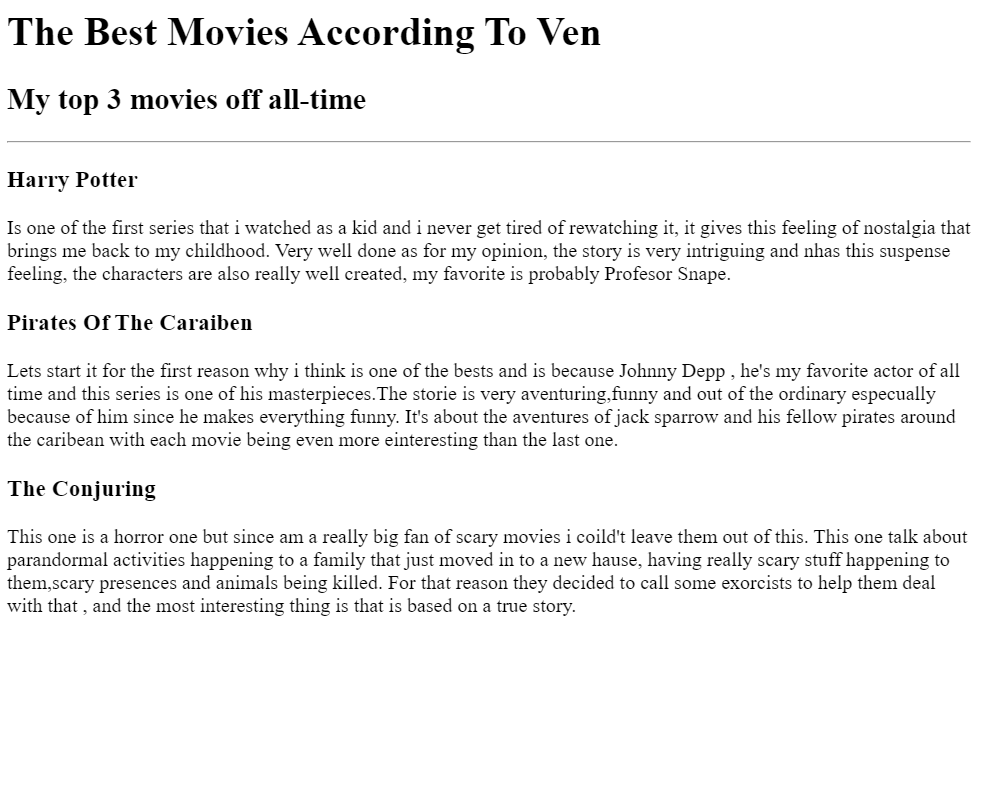 The Best Movies According To Ven
My top 3 movies off all-time
Harry Potter
Is one of the first series that i watched as a kid and i never get tired of rewatching it, it gives this feeling of nostalgia that
brings me back to my childhood. Very well done as for my opinion, the story is very intriguing and nhas this suspense
feeling, the characters are also really well created, my favorite is probably Profesor Snape.
Pirates Of The Caraiben
Lets start it for the first reason why i think is one of the bests and is because Johnny Depp , he's my favorite actor of all
time and this series is one of his masterpieces.The storie is very aventuring,funny and out of the ordinary especually
because of him since he makes everything funny. It's about the aventures of jack sparrow and his fellow pirates around
the caribean with each movie being even more einteresting than the last one.
The Conjuring
This one is a horror one but since am a really big fan of scary movies i coild't leave them out of this. This one talk about
parandormal activities happening to a family that just moved in to a new hause, having really scary stuff happening to
them,scary presences and animals being killed. For that reason they decided to call some exorcists to help them deal
with that , and the most interesting thing is that is based on a true story.